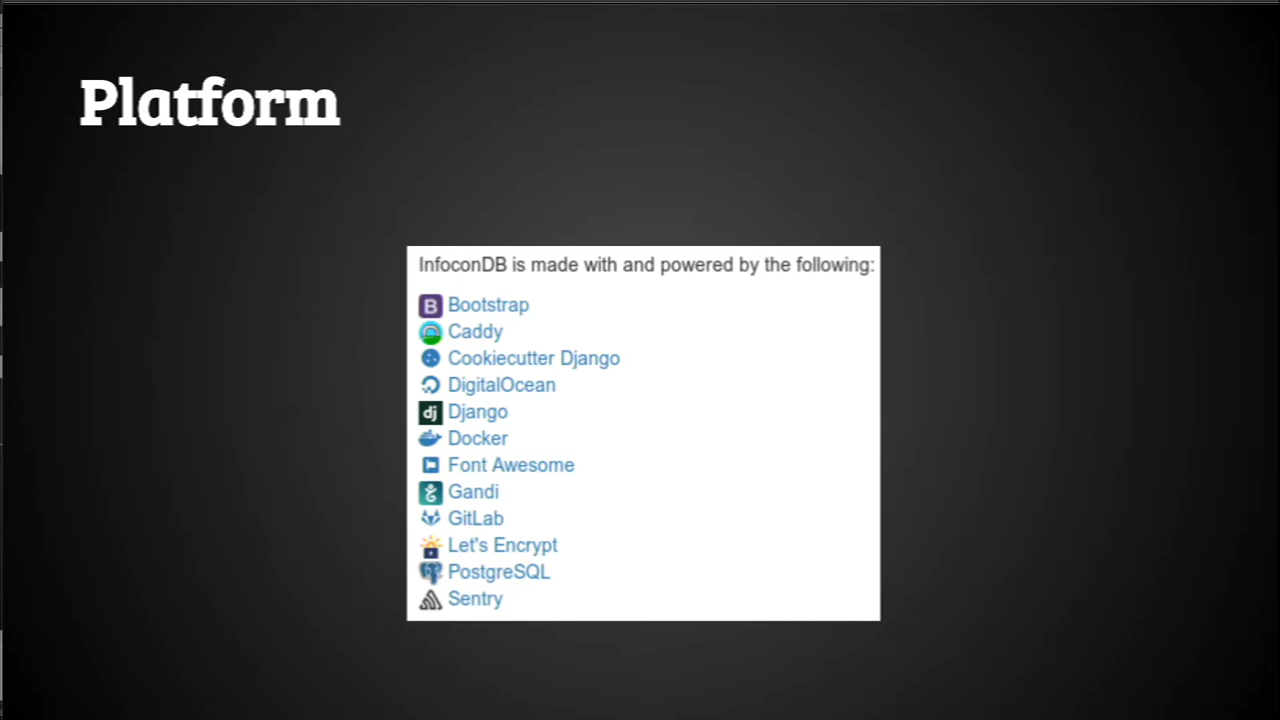 Platform
InfoconDB is made with and powered by the following:
Bootstrap
Caddy
Cookiecutter Django
DigitalOcean
Django
Docker
Font Awesome
Gandi
GitLab
Let's Encrypt
PostgreSQL
Sentry